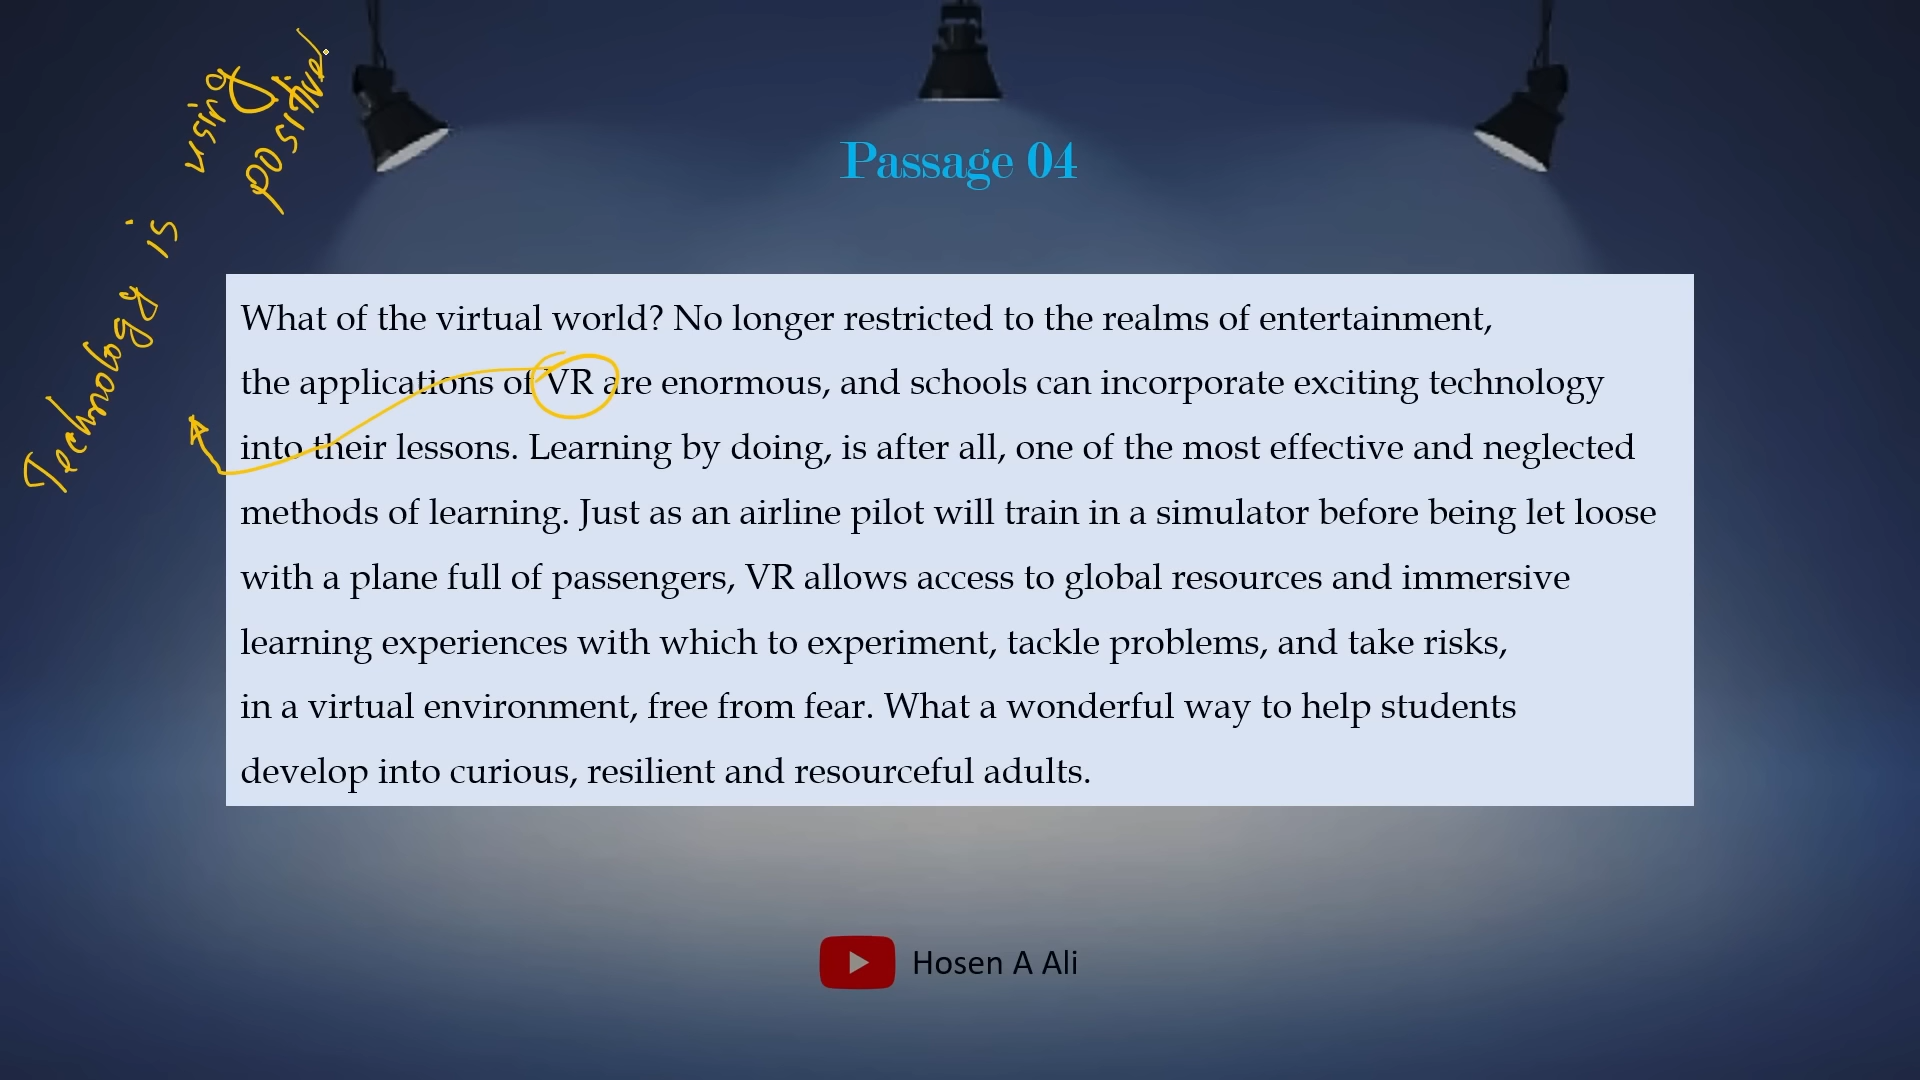 Technology is using
positive.
Passage 04
What of the virtual world? No longer restricted to the realms of entertainment,
the applications of VR are enormous, and schools can incorporate exciting technology
into their lessons. Learning by doing, is after all, one of the most effective and neglected
methods of learning. Just as an airline pilot will train in a simulator before being let loose
with a plane full of passengers, VR allows access to global resources and immersive
learning experiences with which to experiment, tackle problems, and take risks,
in a virtual environment, free from fear. What a wonderful way to help students
develop into curious, resilient and resourceful adults.
Hosen A Ali